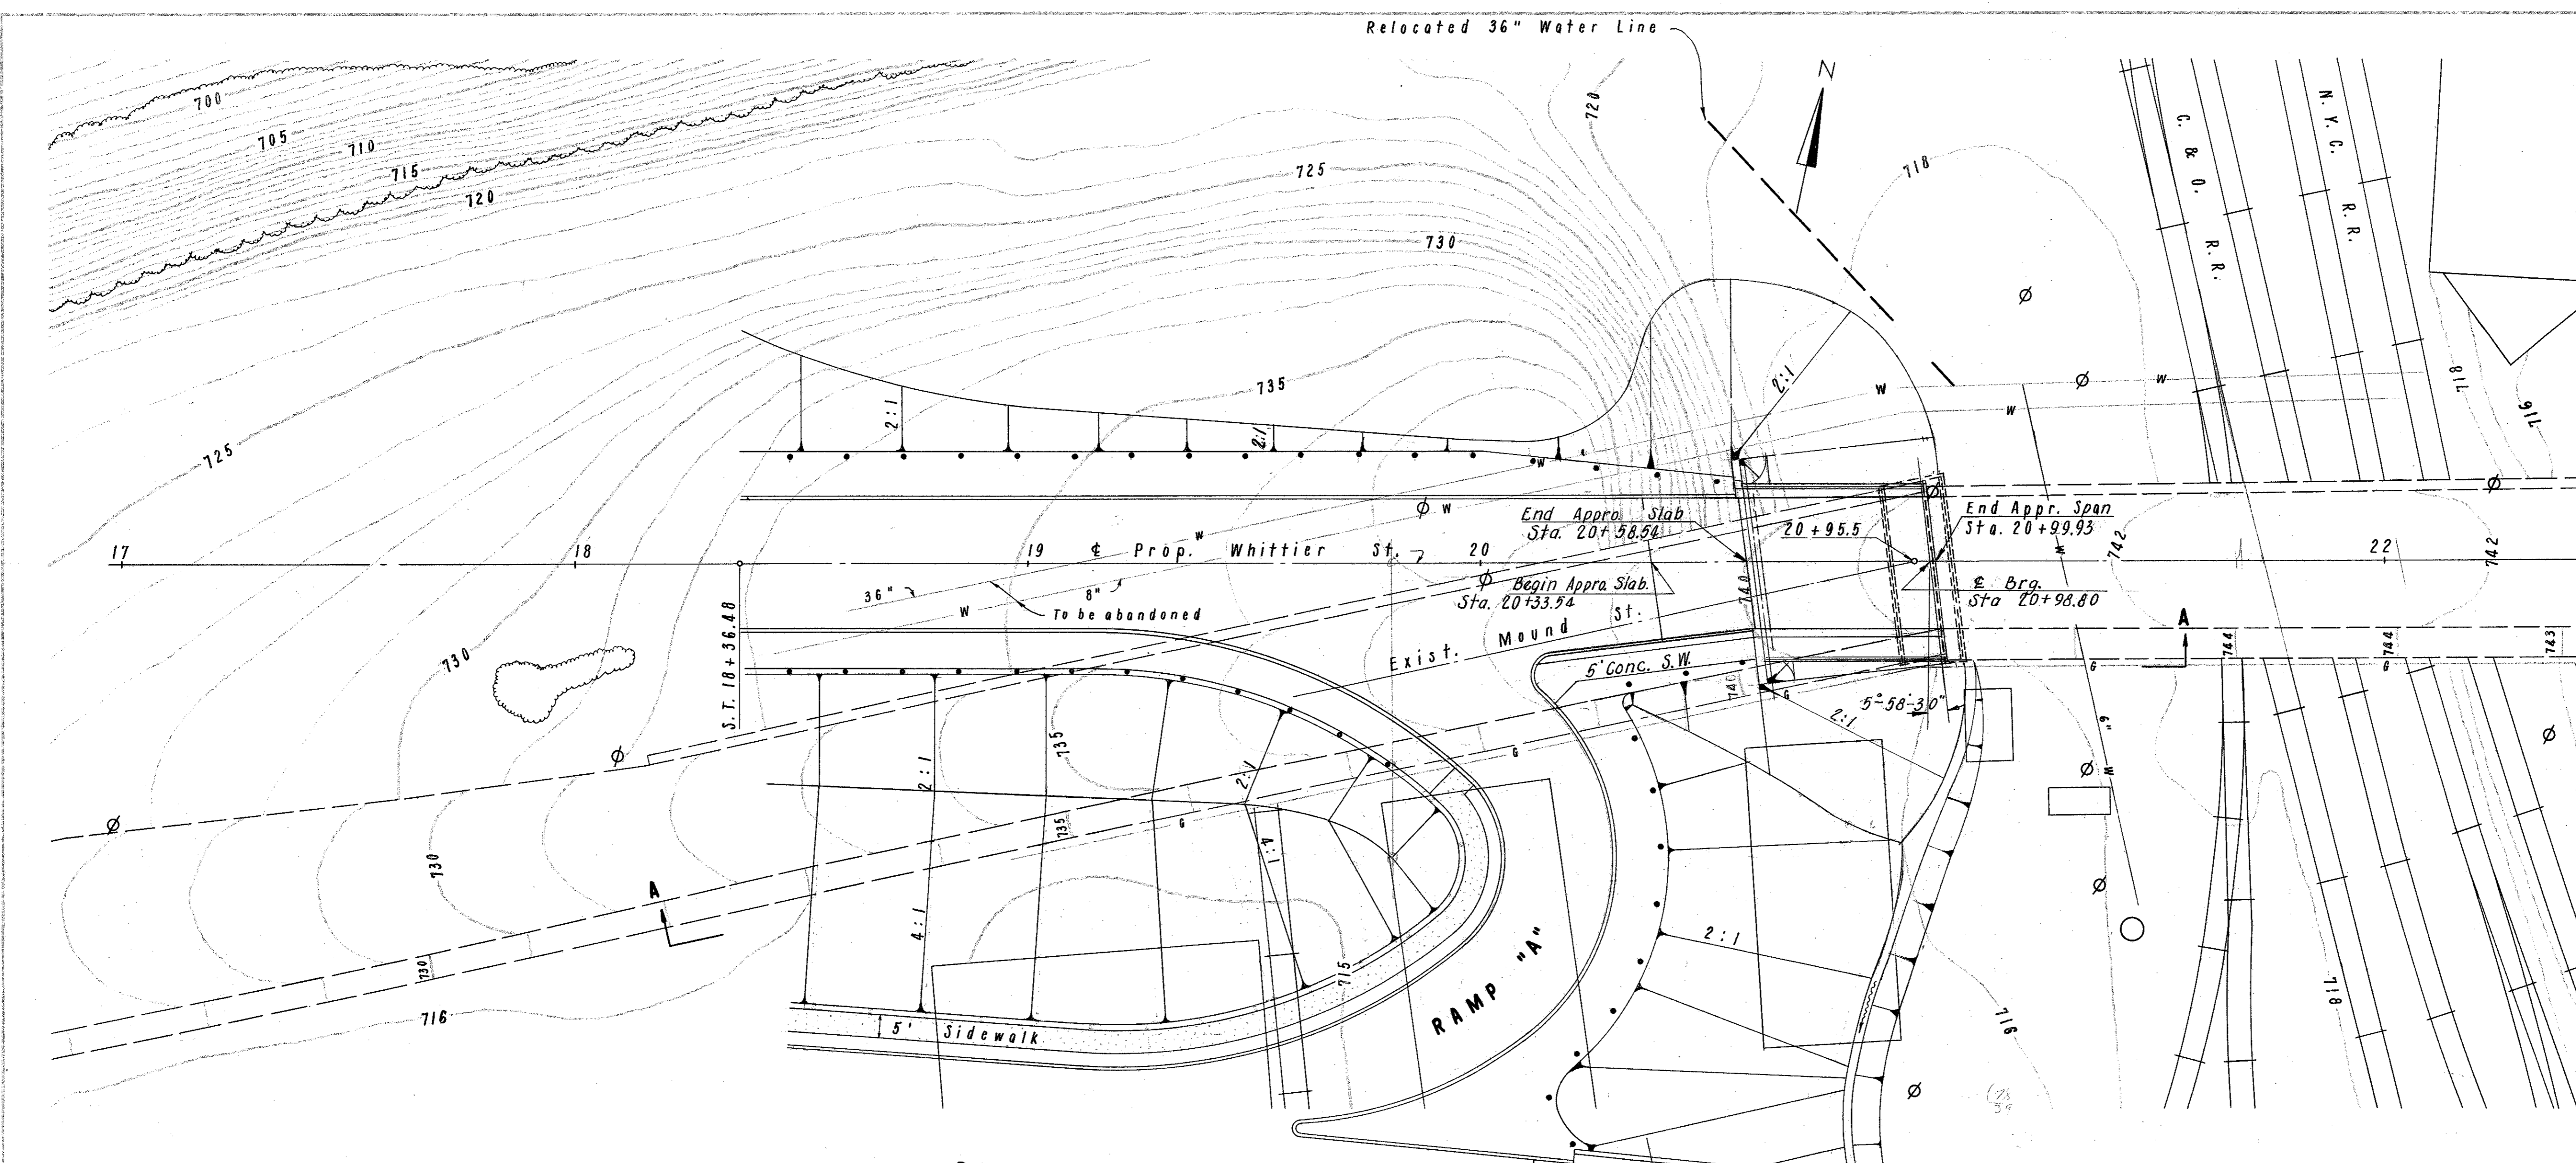 Relocated 36" Water Line
N
700
705
710
715
720
720
725
718
C. & O. R.R.
N.Y.C. R.R.
730
735
2:1
2:1
2:1
718
716
725
W
W
W
W
W
W
End Appro. Slab
Sta. 20+58.54
20+95.5
End Appr. Span
Sta. 20+99.93
17
18
19
℄ Prop. Whittier St.
20
22
742
742
36"
8"
W
To be abandoned
Begin Appro. Slab.
Sta. 20+33.54
740
℄ Brg.
Sta 20+98.80
W
S.T. 18+36.48
Exist. Mound St.
5' Conc. S.W.
740
G
5°-58'-30"
2:1
A
744
744
743
G
G
730
735
2:1
2:1
G
6"
W
735
G
4:1
730
A
730
4:1
716
715
RAMP "A"
2:1
716
718
5' Sidewalk